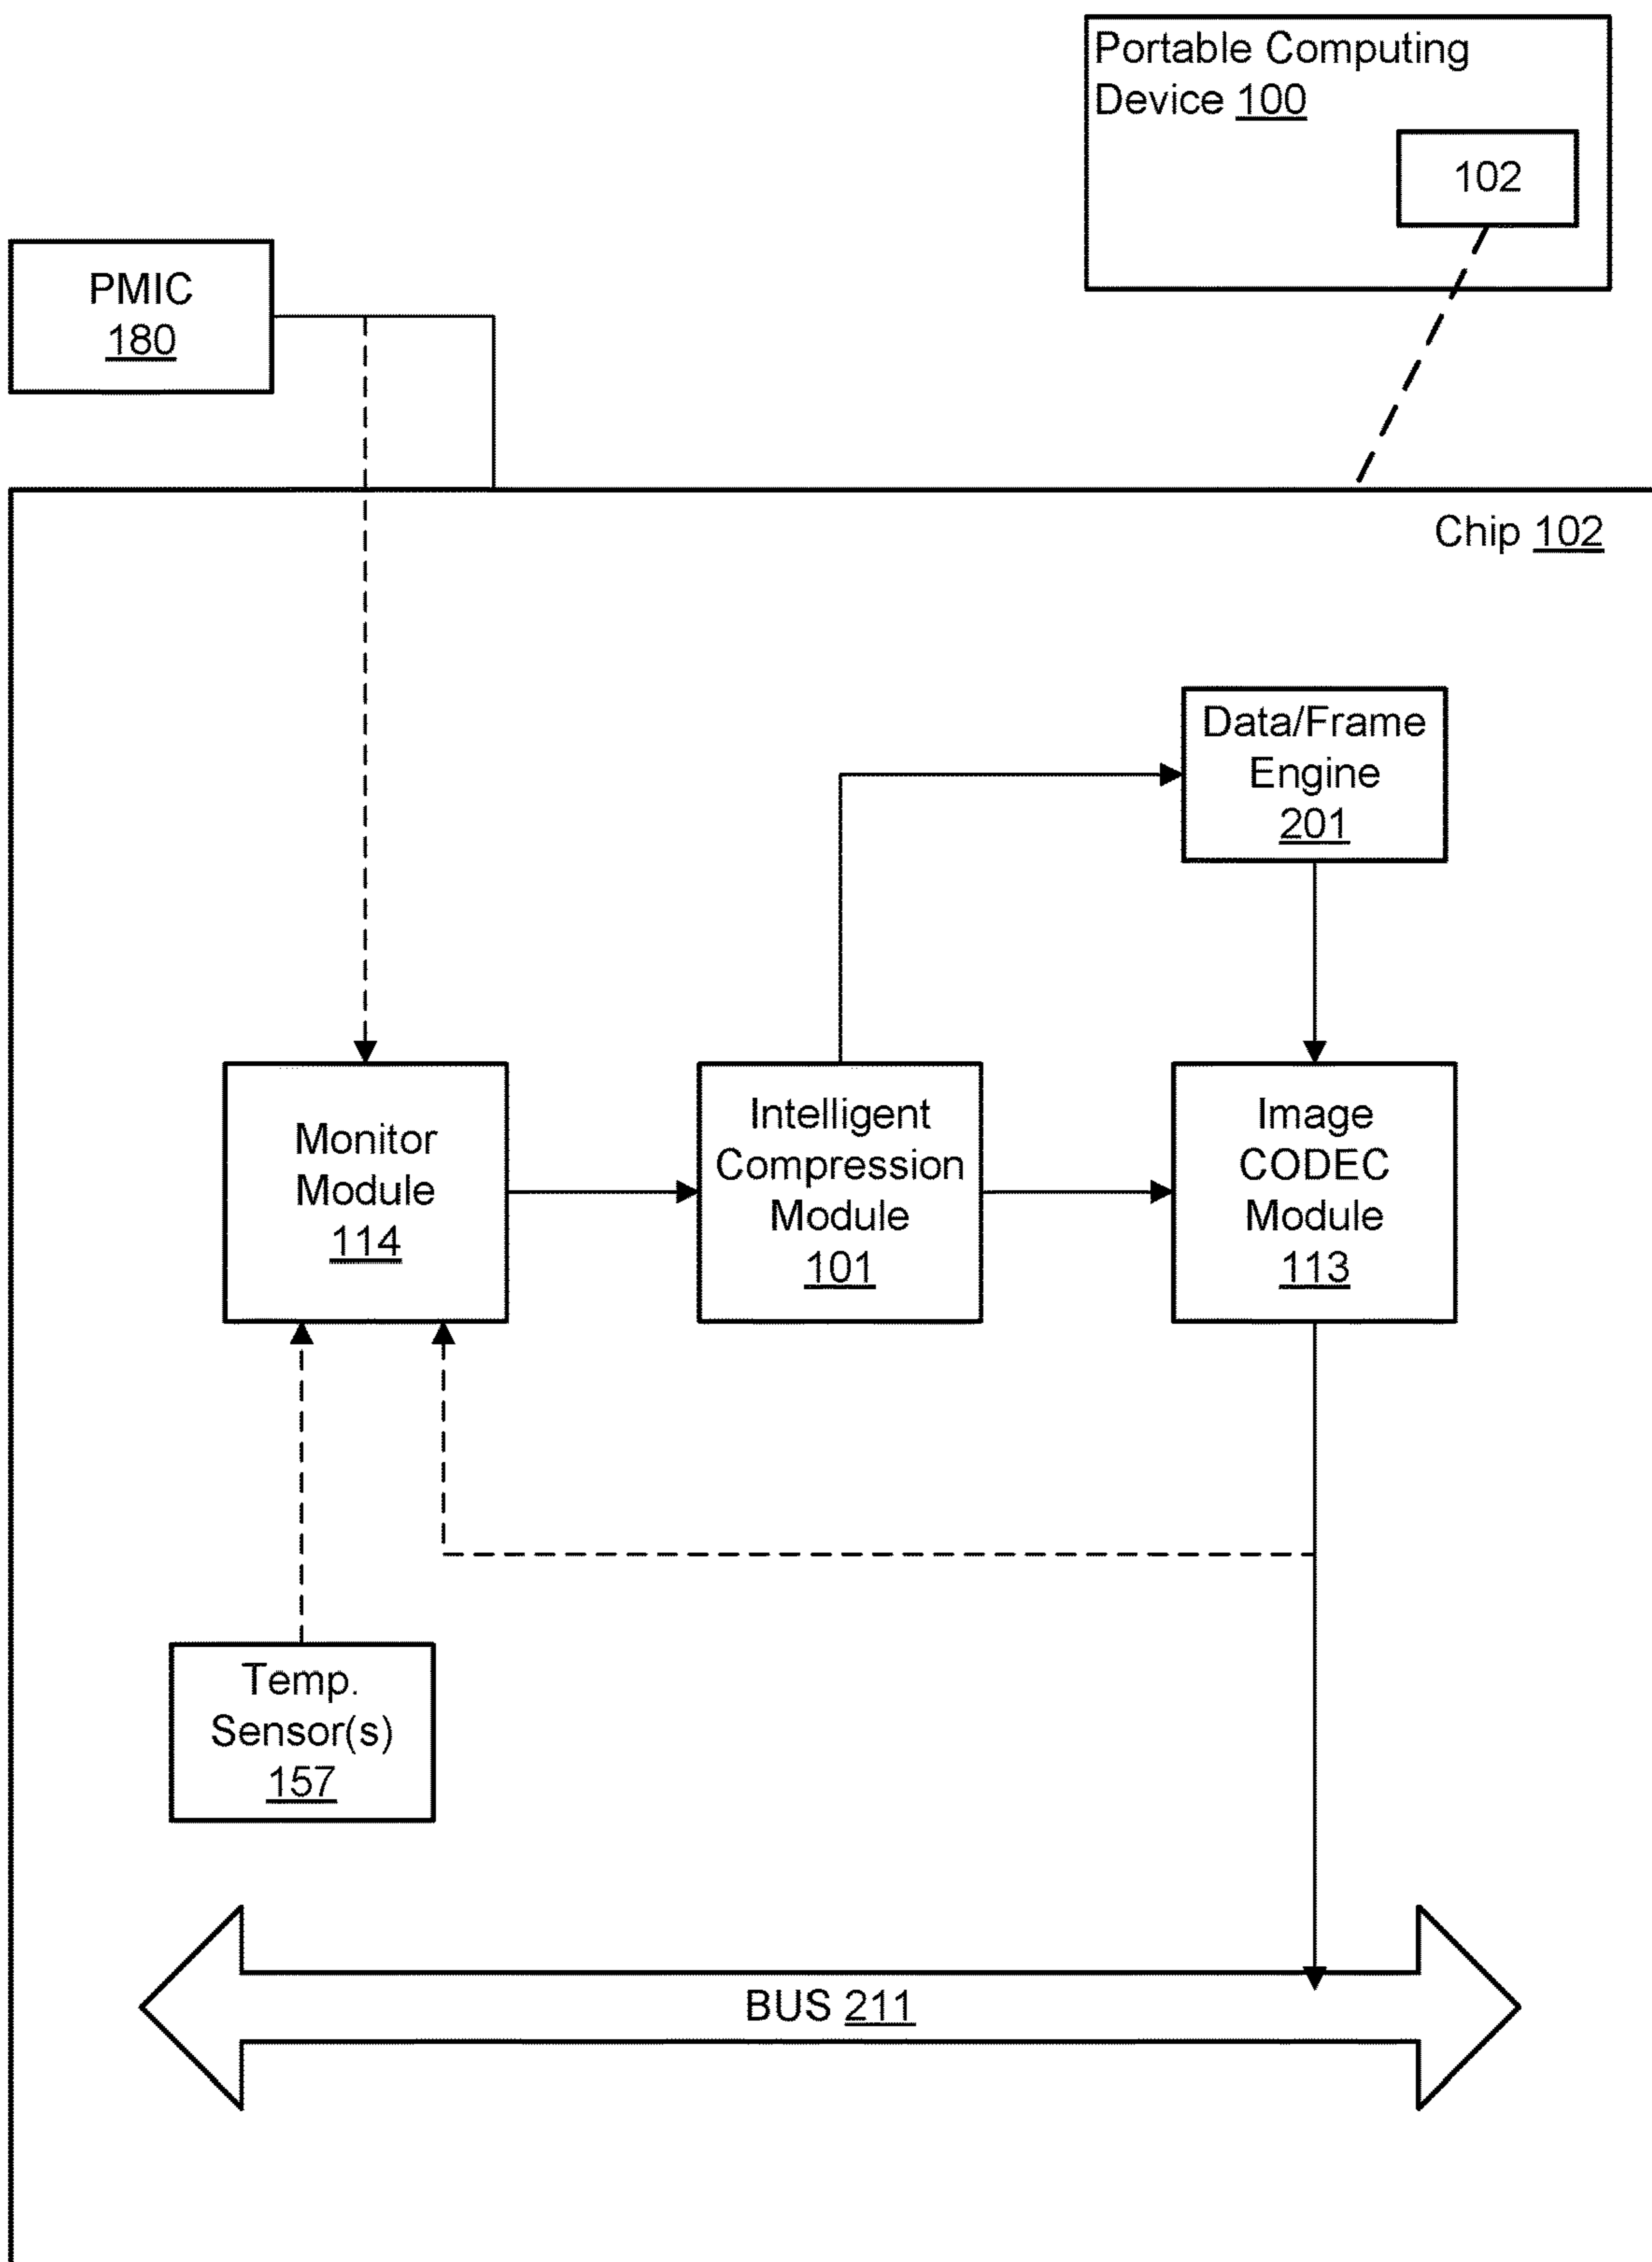 Portable Computing
Device 100
102
PMIC
180
Chip 102
Data/Frame
Engine
201
Monitor
Module
114
Intelligent
Compression
Module
101
Image
CODEC
Module
113
Temp.
Sensor(s)
157
BUS 211